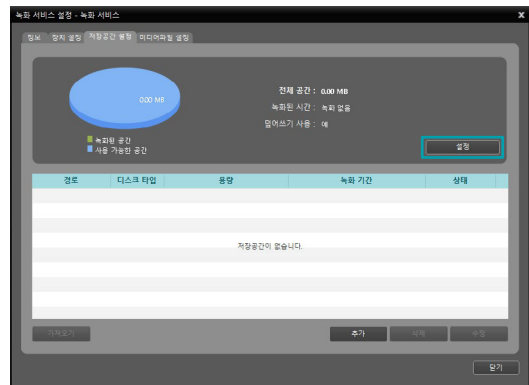 녹화 서비스 설정 - 녹화 서비스
X
정보 장치 설정 저장공간 설정 미디어파일 설정
0.00 MB
전체 공간 : 0.00 MB
녹화된 시간 : 녹화 없음
덮어쓰기 사용 : 예
녹화된 공간
사용 가능한 공간
설정
경로 디스크 타입 용량 녹화 기간 상태
저장공간이 없습니다.
가져오기 추가 삭제 수정
닫기